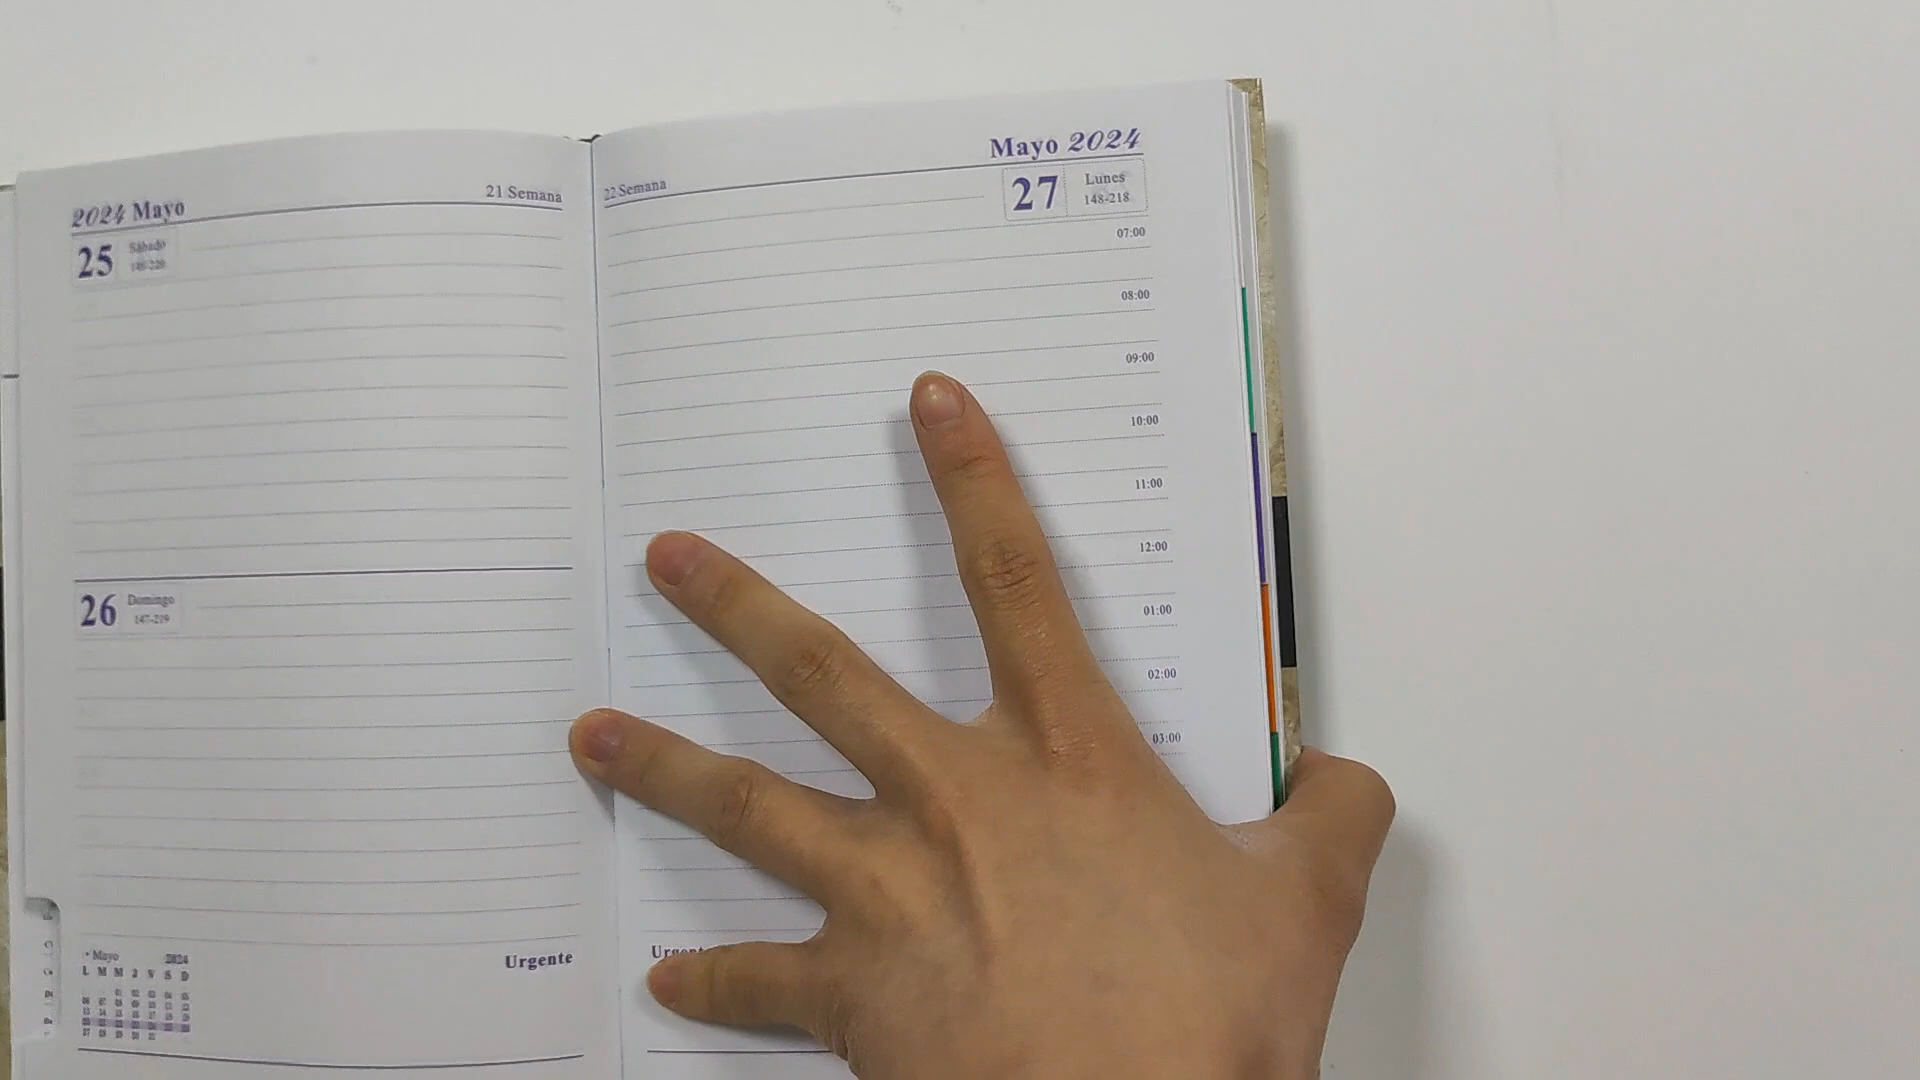 2024 Mayo
21 Semana
25 Sábado
146-220
26 Domingo
147-219
Mayo 2024
L M M J V S D
Urgente
22 Semana
Mayo 2024
27 Lunes
148-218
07:00
08:00
09:00
10:00
11:00
12:00
01:00
02:00
03:00